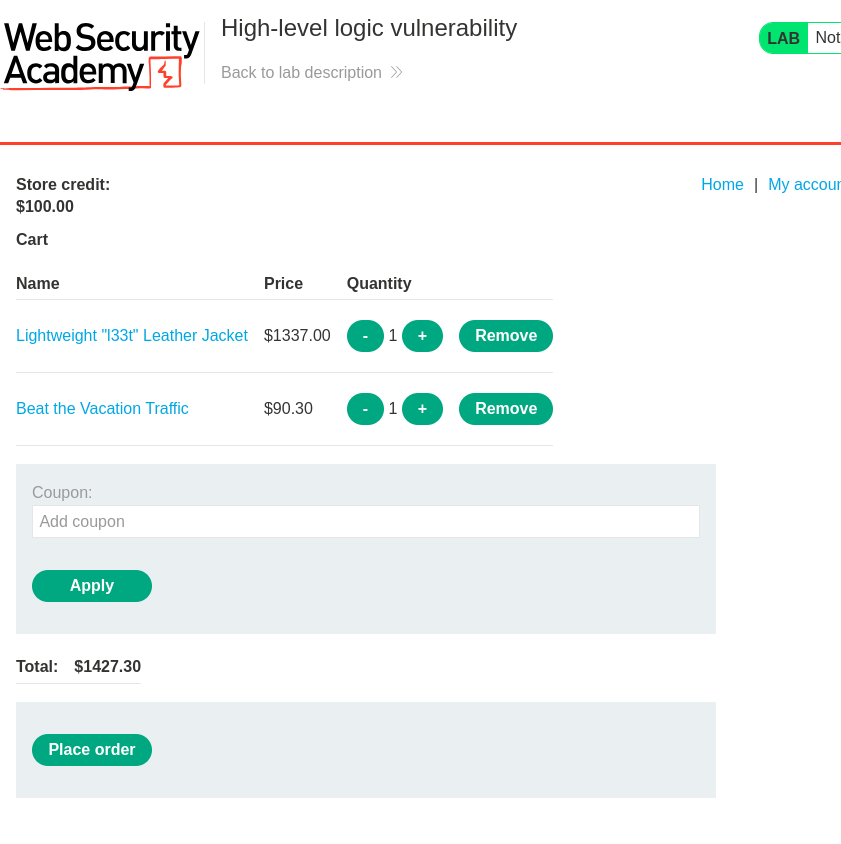 Web Security
Academy
High-level logic vulnerability
Back to lab description
LAB Not
Store credit:
$100.00
Home | My accour
Cart
Name Price Quantity
Lightweight "l33t" Leather Jacket $1337.00 - 1 + Remove
Beat the Vacation Traffic $90.30 - 1 + Remove
Coupon:
Add coupon
Apply
Total: $1427.30
Place order